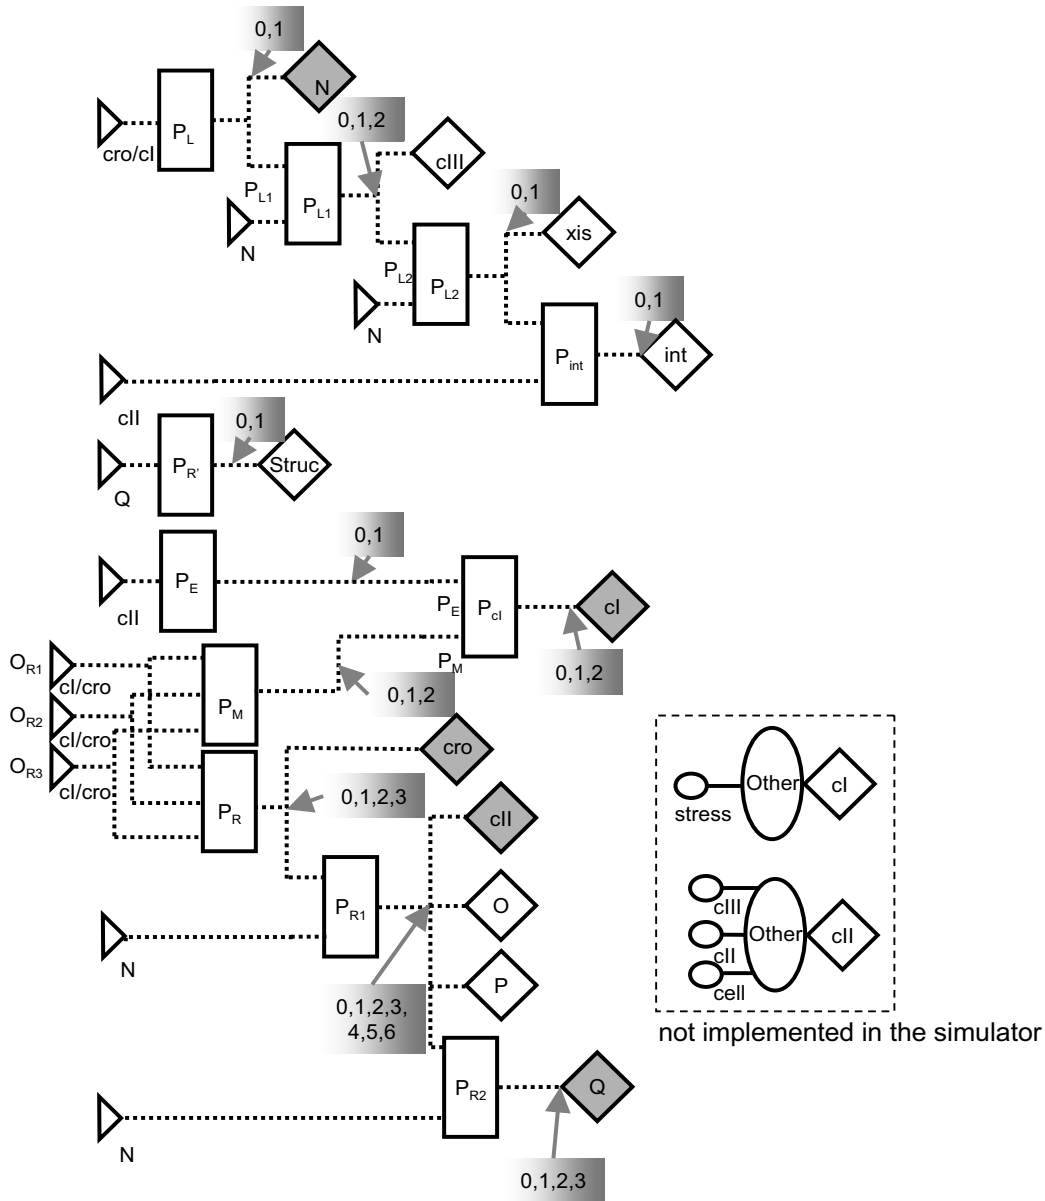 0,1
N
P_L
cro/cI
0,1,2
cIII
P_L1
P_L1
N
0,1
xis
P_L2
P_L2
N
0,1
P_int
int
cII
0,1
P_R'
Struc
Q
0,1
P_E
cII
P_E
P_cI
cI
O_R1
cI/cro
P_M
0,1,2
O_R2
cI/cro
P_M
0,1,2
O_R3
cI/cro
cro
P_R
0,1,2,3
cII
Other
cI
stress
P_R1
O
cIII
Other
cII
cII
cell
N
P
0,1,2,3,
4,5,6
not implemented in the simulator
P_R2
Q
N
0,1,2,3